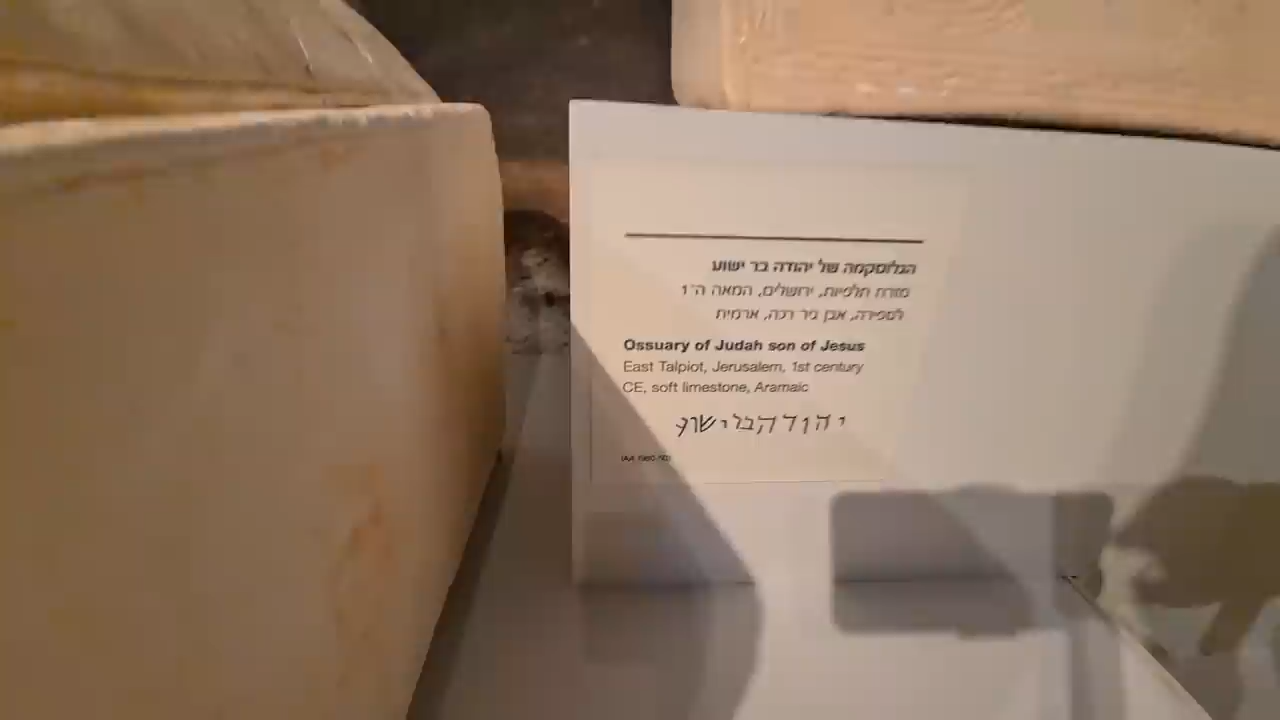 הגלוסקמה של יהודה בר ישוע
מזרח תלפיות, ירושלים, המאה ה־1
לספירה, אבן גיר רכה, ארמית
Ossuary of Judah son of Jesus
East Talpiot, Jerusalem, 1st century
CE, soft limestone, Aramaic
יהודה בר ישוע
IAA